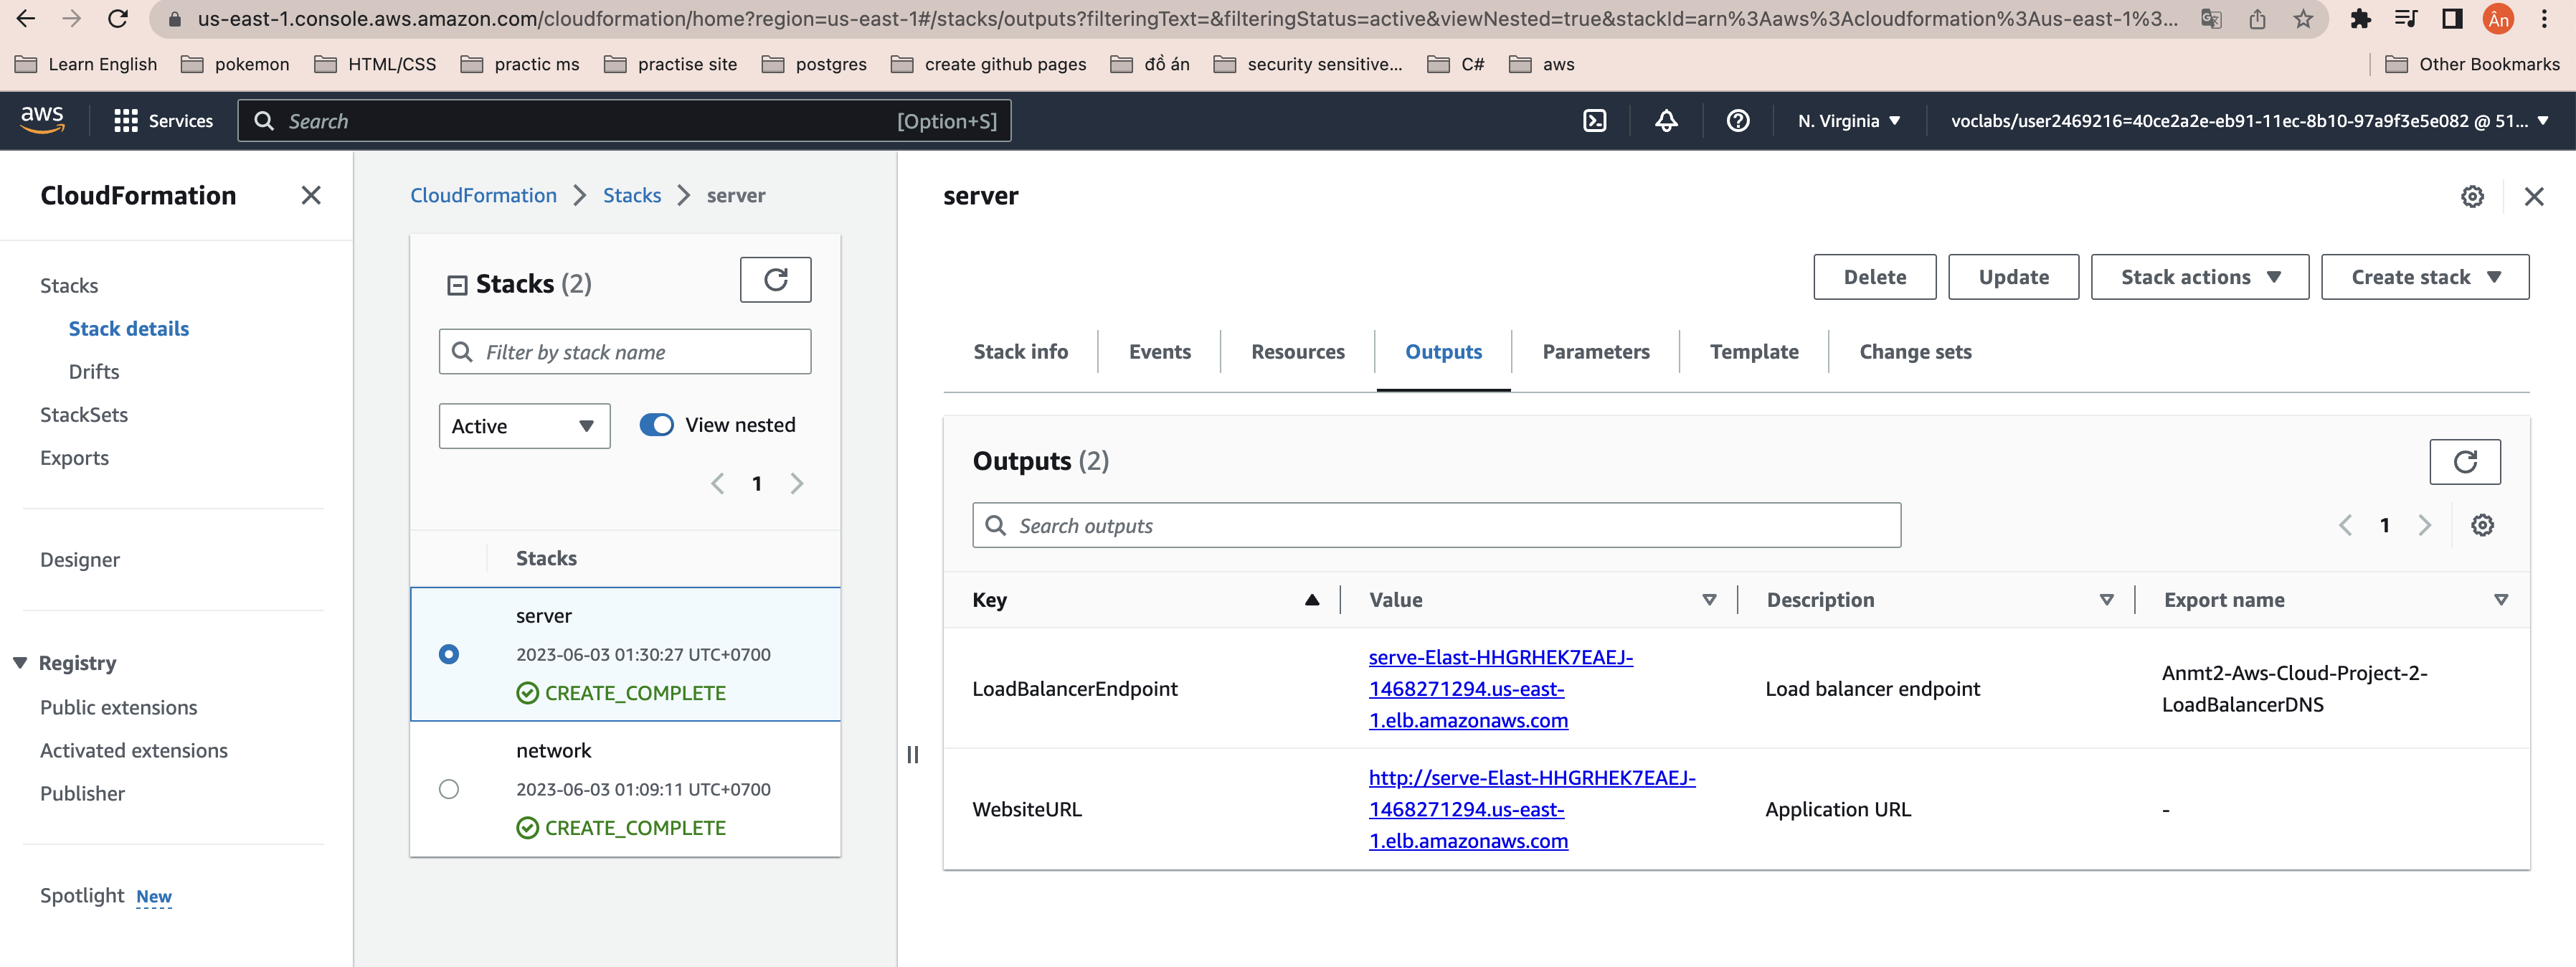 us-east-1.console.aws.amazon.com/cloudformation/home?region=us-east-1#/stacks/outputs?filteringText=&filteringStatus=active&viewNested=true&stackId=arn%3Aaws%3Acloudformation%3Aus-east-1%3...
Ân
Learn English
pokemon
HTML/CSS
practic ms
practise site
postgres
create github pages
đồ án
security sensitive...
C#
aws
Other Bookmarks
aws
Services
Search
[Option+S]
N. Virginia
voclabs/user2469216=40ce2a2e-eb91-11ec-8b10-97a9f3e5e082 @ 51...
CloudFormation
Stacks
Stack details
Drifts
StackSets
Exports
Designer
Registry
Public extensions
Activated extensions
Publisher
Spotlight New
CloudFormation
Stacks
server
Stacks (2)
Filter by stack name
Active
View nested
1
Stacks
server
2023-06-03 01:30:27 UTC+0700
CREATE_COMPLETE
network
2023-06-03 01:09:11 UTC+0700
CREATE_COMPLETE
server
Delete
Update
Stack actions
Create stack
Stack info
Events
Resources
Outputs
Parameters
Template
Change sets
Outputs (2)
Search outputs
1
Key
Value
Description
Export name
LoadBalancerEndpoint
serve-Elast-HHGRHEK7EAEJ-
1468271294.us-east-
1.elb.amazonaws.com
Load balancer endpoint
Anmt2-Aws-Cloud-Project-2-
LoadBalancerDNS
WebsiteURL
http://serve-Elast-HHGRHEK7EAEJ-
1468271294.us-east-
1.elb.amazonaws.com
Application URL
-